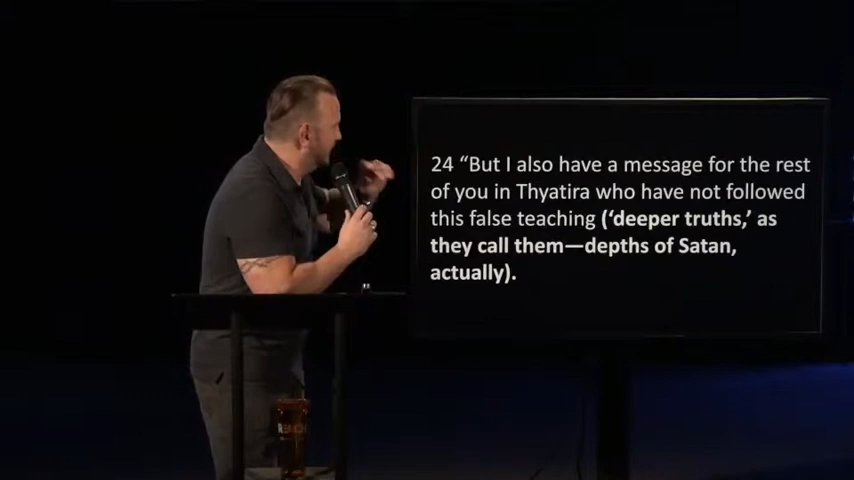 24 “But I also have a message for the rest
of you in Thyatira who have not followed
this false teaching (‘deeper truths,’ as
they call them—depths of Satan,
actually).